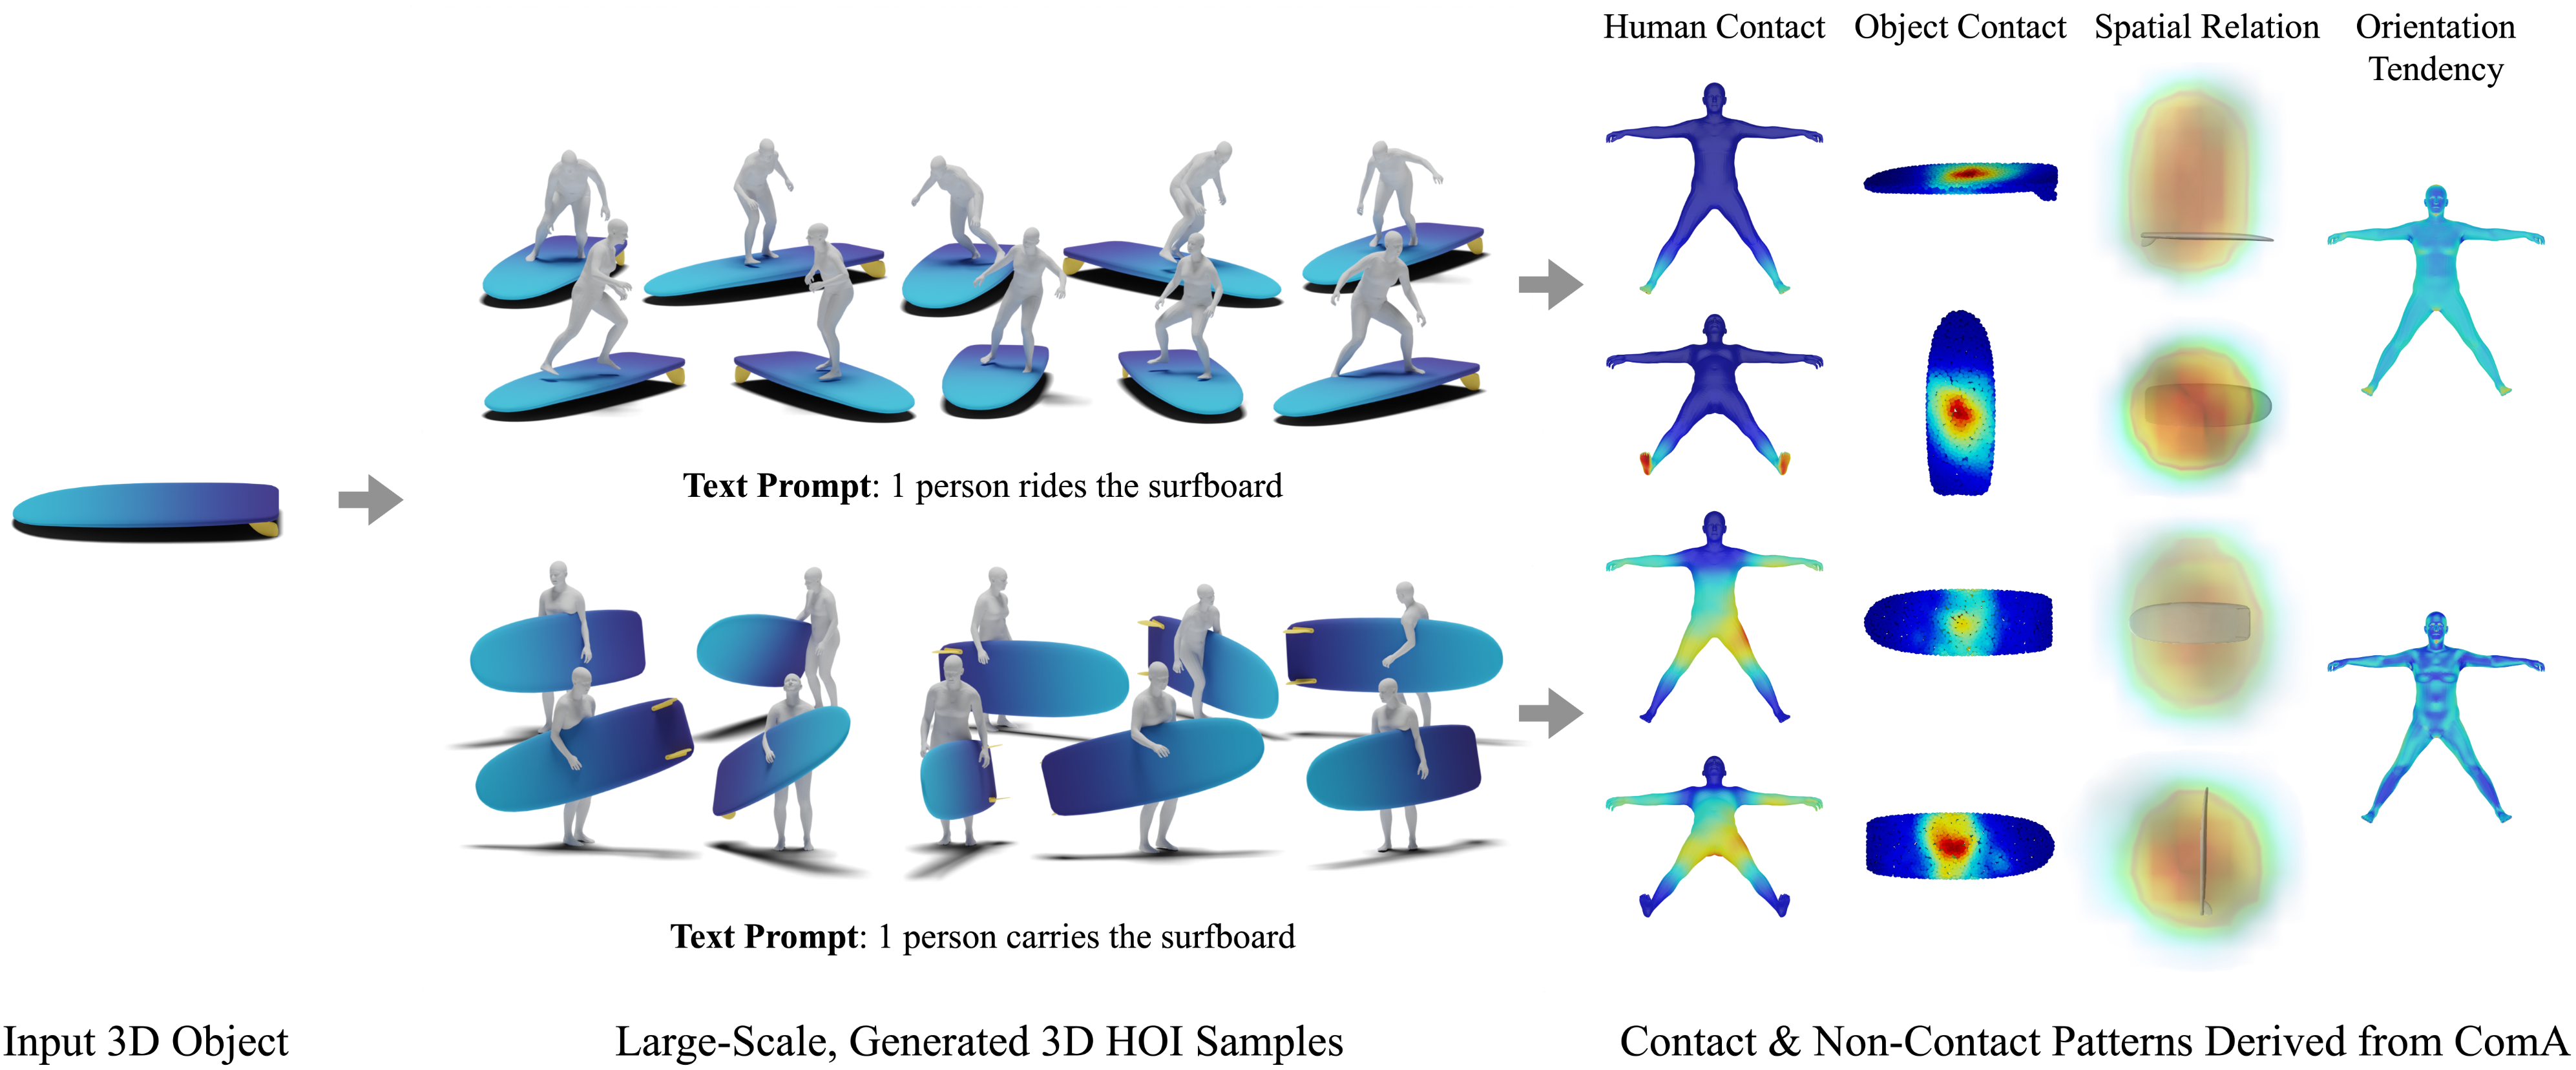 Human Contact
Object Contact
Spatial Relation
Orientation
Tendency
Text Prompt: 1 person rides the surfboard
Text Prompt: 1 person carries the surfboard
Input 3D Object
Large-Scale, Generated 3D HOI Samples
Contact & Non-Contact Patterns Derived from ComA